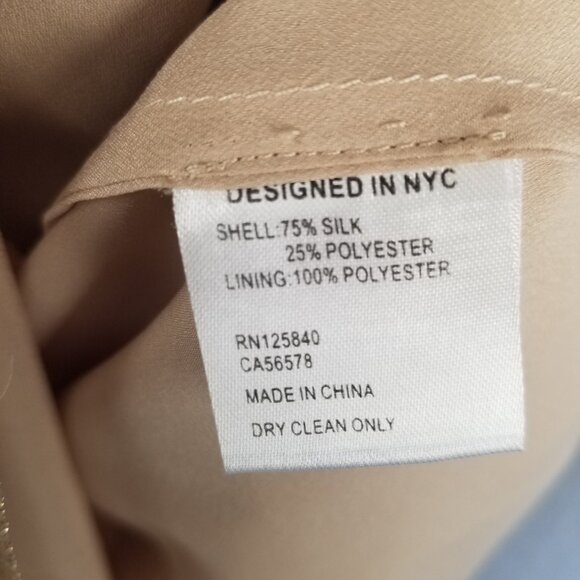 DESIGNED IN NYC
SHELL:75% SILK
25% POLYESTER
LINING:100% POLYESTER
RN125840
CA56578
MADE IN CHINA
DRY CLEAN ONLY